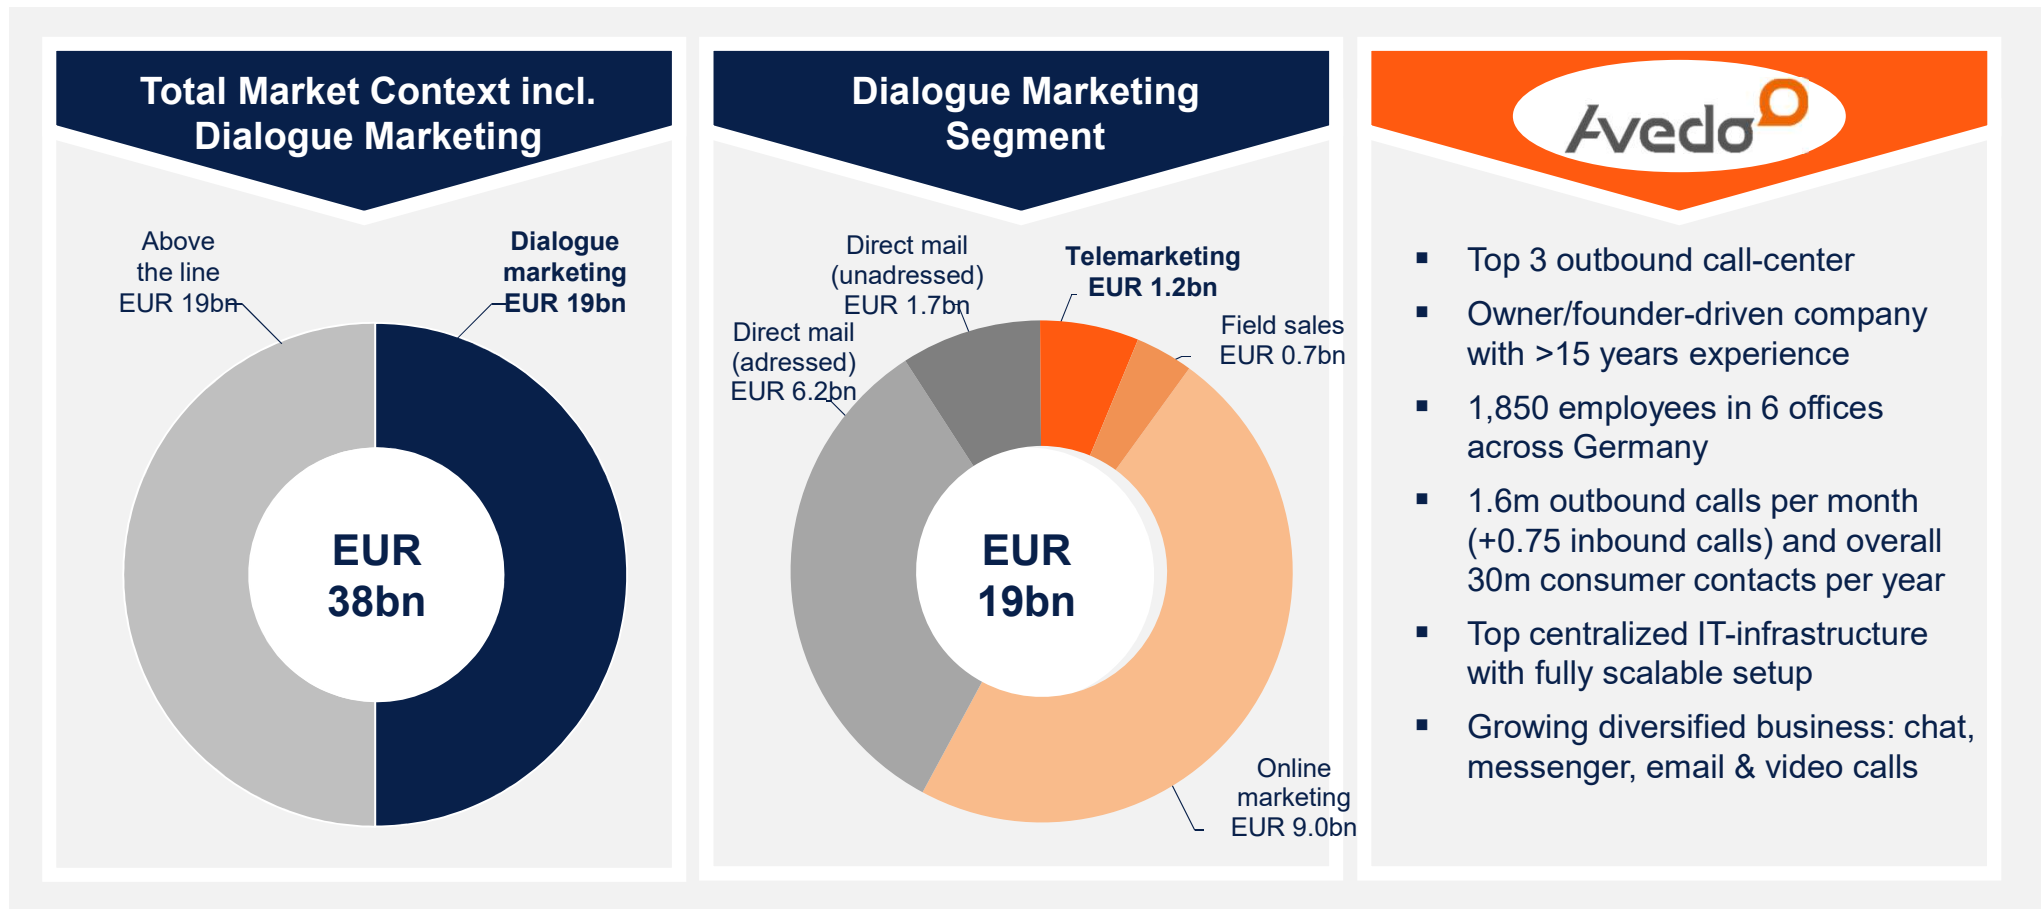 Total Market Context incl.
Dialogue Marketing
Above
the line
EUR 19bn
Dialogue
marketing
EUR 19bn
EUR
38bn
Dialogue Marketing
Segment
Direct mail
(unadressed)
EUR 1.7bn
Telemarketing
EUR 1.2bn
Direct mail
(adressed)
EUR 6.2bn
Field sales
EUR 0.7bn
EUR
19bn
Online
marketing
EUR 9.0bn
Avedo
▪ Top 3 outbound call-center
▪ Owner/founder-driven company
with >15 years experience
▪ 1,850 employees in 6 offices
across Germany
▪ 1.6m outbound calls per month
(+0.75 inbound calls) and overall
30m consumer contacts per year
▪ Top centralized IT-infrastructure
with fully scalable setup
▪ Growing diversified business: chat,
messenger, email & video calls